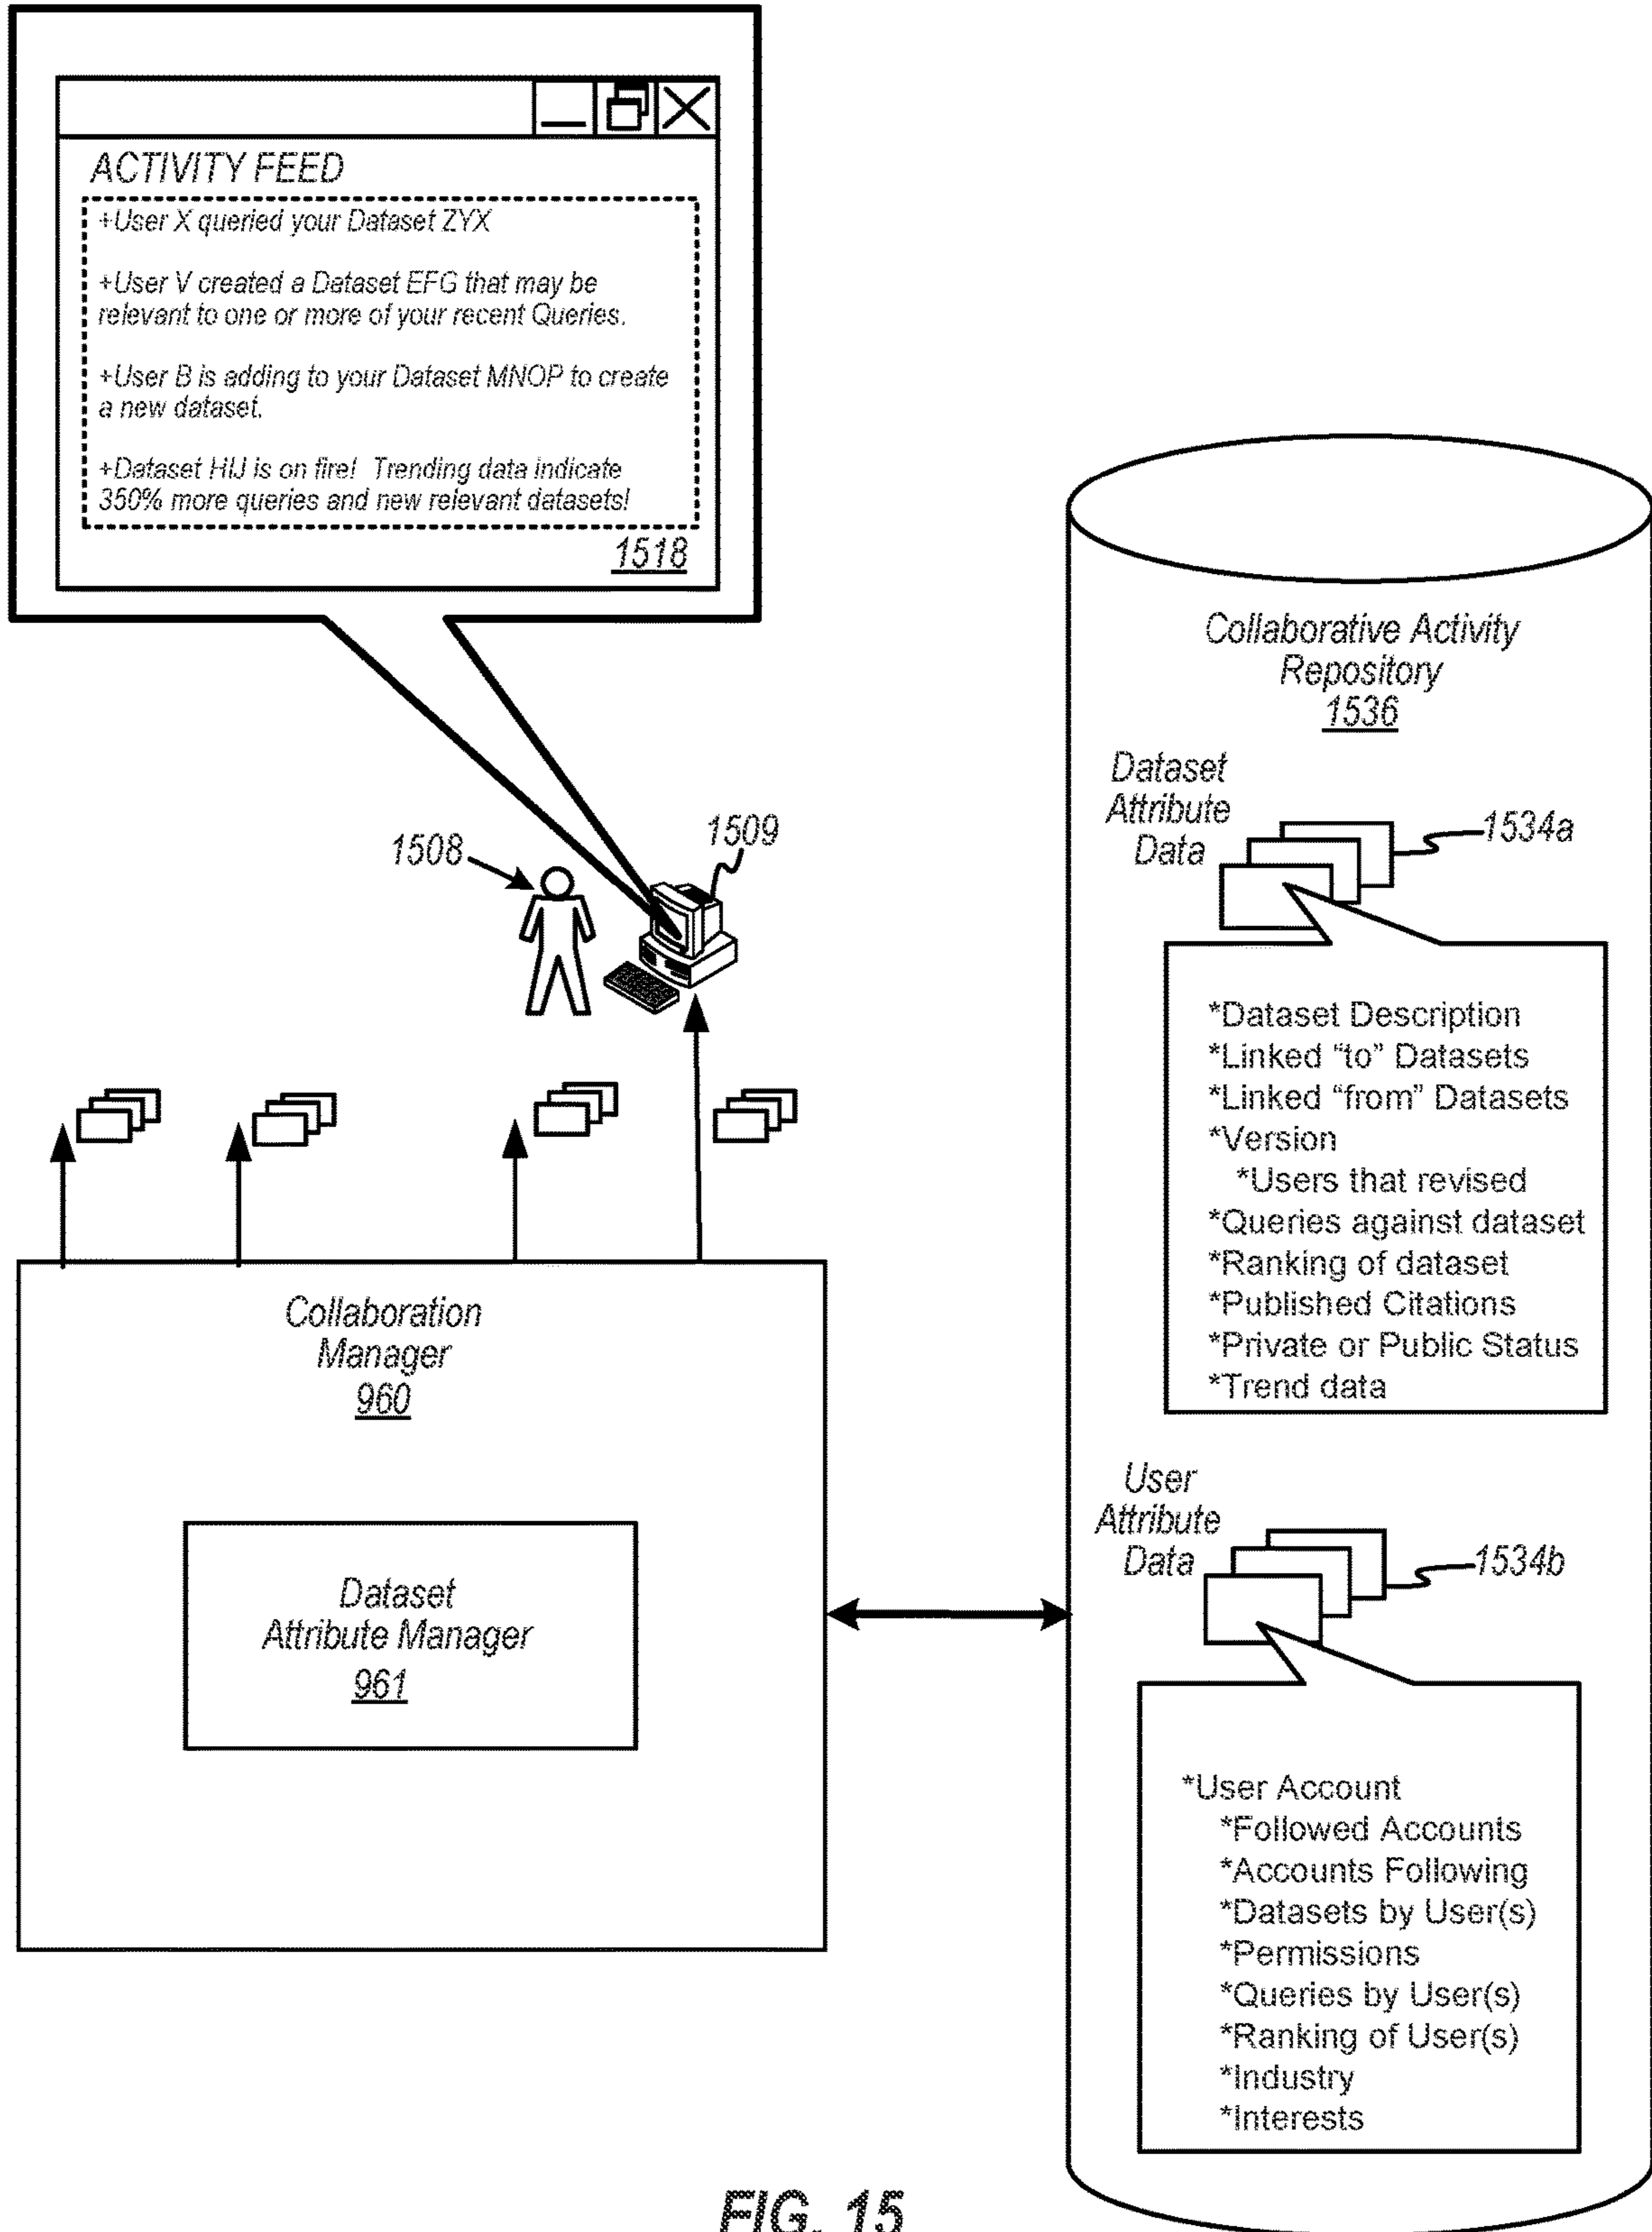 ACTIVITY FEED
+User X queried your Dataset ZYX
+User V created a Dataset EFG that may be
relevant to one or more of your recent Queries.
+User B is adding to your Dataset MNOP to create
a new dataset.
+Dataset HIJ is on fire! Trending data indicate
350% more queries and new relevant datasets!
1518
1508
1509
Collaboration
Manager
960
Dataset
Attribute Manager
961
Collaborative Activity
Repository
1536
Dataset
Attribute
Data
1534a
*Dataset Description
*Linked “to” Datasets
*Linked “from” Datasets
*Version
*Users that revised
*Queries against dataset
*Ranking of dataset
*Published Citations
*Private or Public Status
*Trend data
User
Attribute
Data
1534b
*User Account
*Followed Accounts
*Accounts Following
*Datasets by User(s)
*Permissions
*Queries by User(s)
*Ranking of User(s)
*Industry
*Interests
FIG. 15